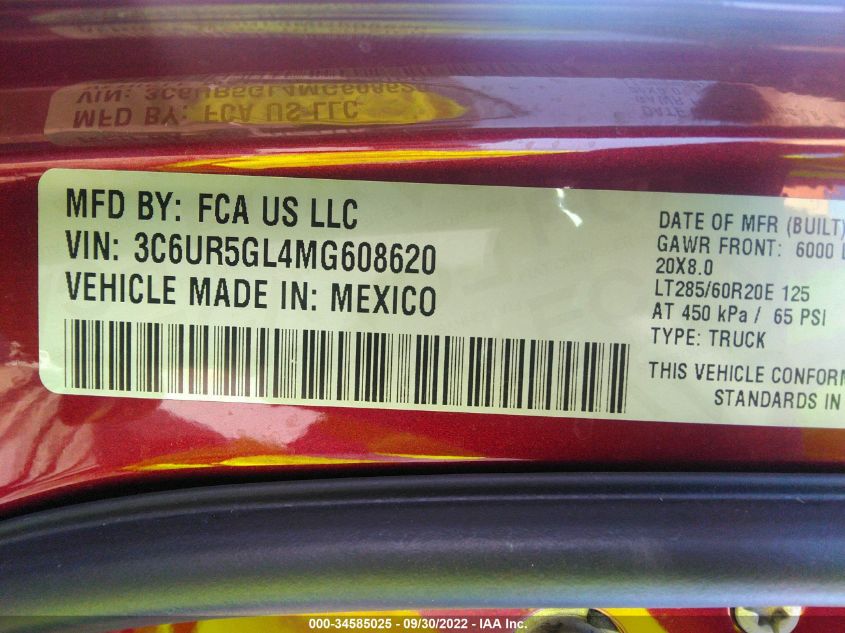 MFD BY: FCA US LLC
VIN: 3C6UR5GL4MG608620
VEHICLE MADE IN: MEXICO
DATE OF MFR (BUILT)
GAWR FRONT: 6000
20X8.0
LT285/60R20E 125
AT 450 kPa / 65 PSI
TYPE: TRUCK
THIS VEHICLE
STANDARDS IN
000-34585025 - 09/30/2022 - IAA Inc.